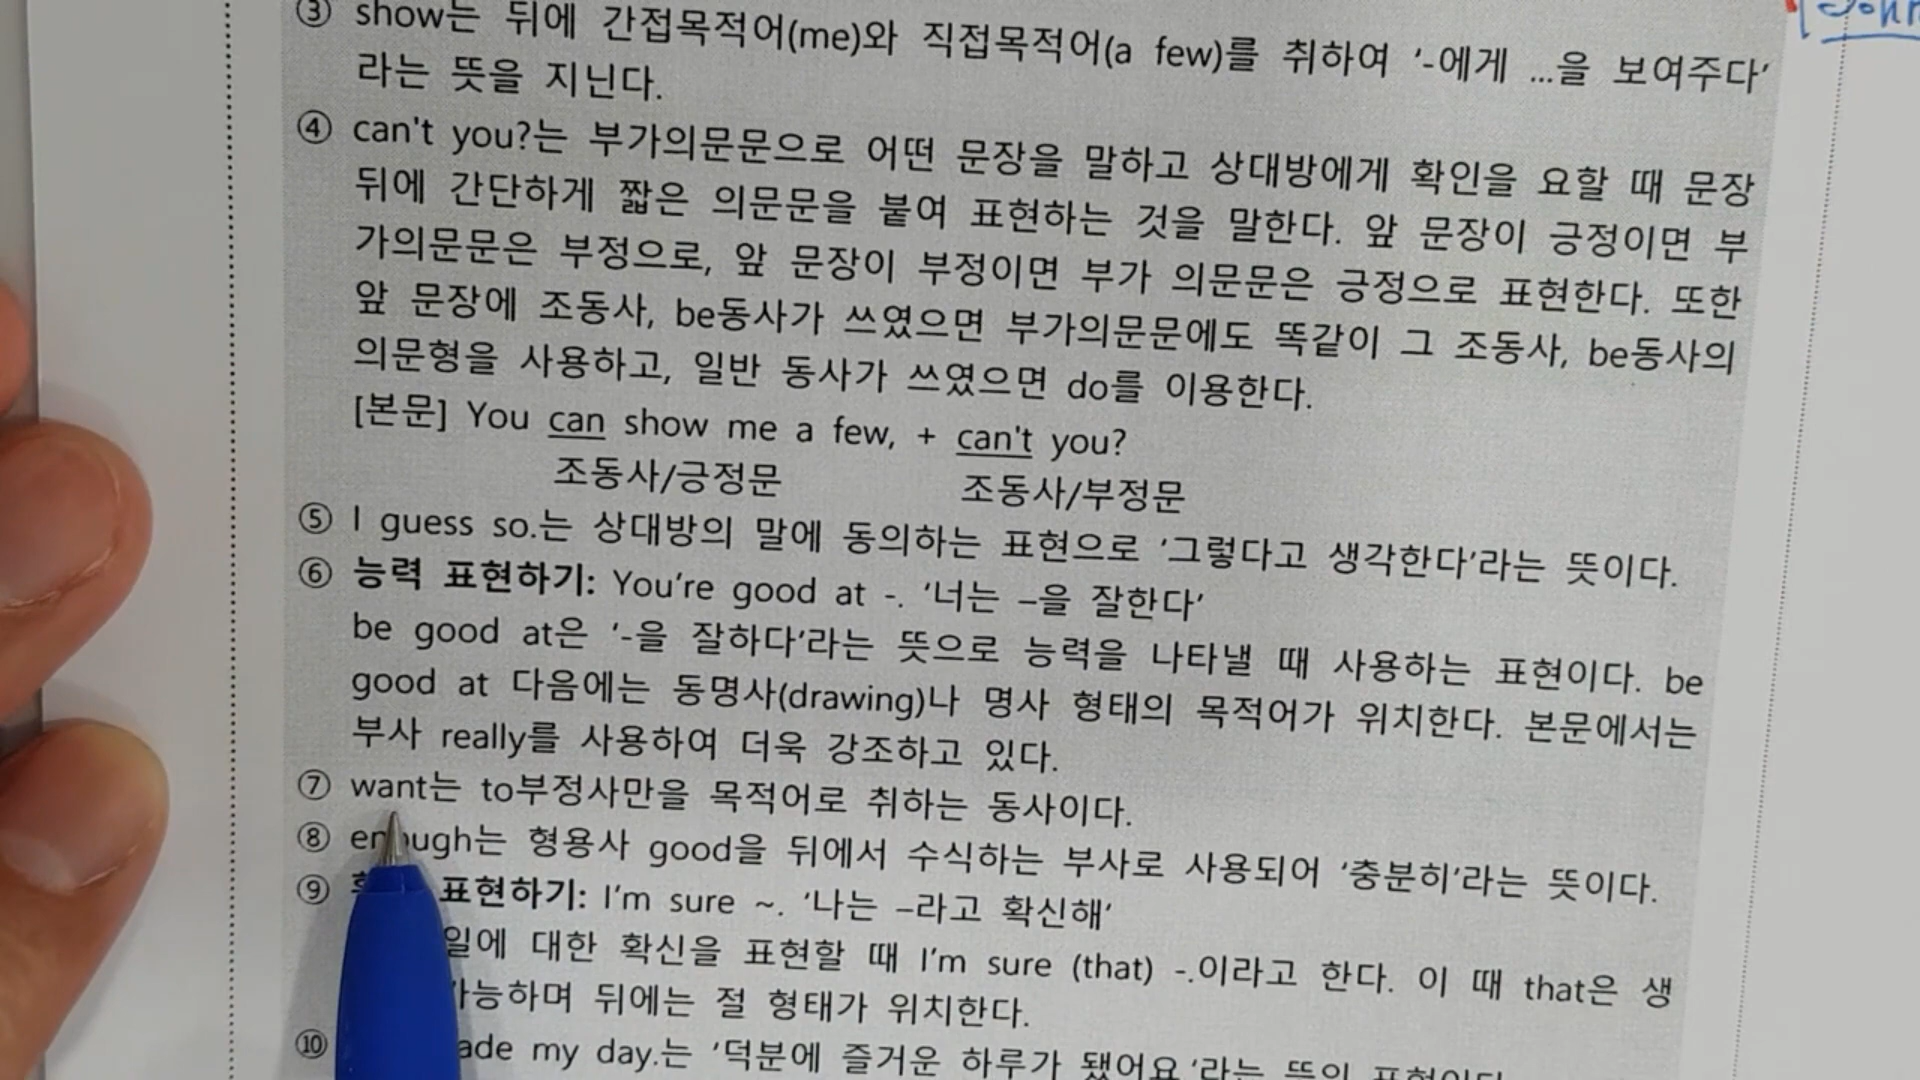 ③ show는 뒤에 간접목적어(me)와 직접목적어(a few)를 취하여 '-에게 ...을 보여주다'
라는 뜻을 지닌다.
④ can't you?는 부가의문문으로 어떤 문장을 말하고 상대방에게 확인을 요할 때 문장
뒤에 간단하게 짧은 의문문을 붙여 표현하는 것을 말한다. 앞 문장이 긍정이면 부
가의문문은 부정으로, 앞 문장이 부정이면 부가 의문문은 긍정으로 표현한다. 또한
앞 문장에 조동사, be동사가 쓰였으면 부가의문문에도 똑같이 그 조동사, be동사의
의문형을 사용하고, 일반 동사가 쓰였으면 do를 이용한다.
[본문] You can show me a few, + can't you?
조동사/긍정문 조동사/부정문
⑤ I guess so.는 상대방의 말에 동의하는 표현으로 '그렇다고 생각한다'라는 뜻이다.
⑥ 능력 표현하기: You're good at -. '너는 –을 잘한다'
be good at은 '-을 잘하다'라는 뜻으로 능력을 나타낼 때 사용하는 표현이다. be
good at 다음에는 동명사(drawing)나 명사 형태의 목적어가 위치한다. 본문에서는
부사 really를 사용하여 더욱 강조하고 있다.
⑦ want는 to부정사만을 목적어로 취하는 동사이다.
⑧ enough는 형용사 good을 뒤에서 수식하는 부사로 사용되어 '충분히'라는 뜻이다.
⑨ 표현하기: I'm sure ~. '나는 –라고 확신해'
일에 대한 확신을 표현할 때 I'm sure (that) -.이라고 한다. 이 때 that은 생
가능하며 뒤에는 절 형태가 위치한다.
⑩ ade my day.는 '덕분에 즐거운 하루가 됐어요.'라는 뜻의 표현이다